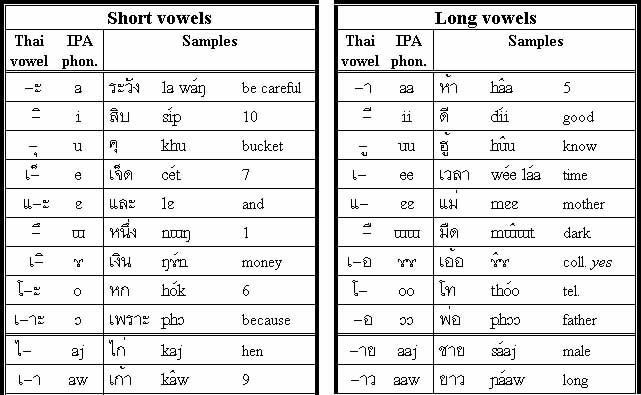 Short vowels
Thai vowel IPA phon. Samples
–ะ a ระวัง la wáŋ be careful
–ิ i สิบ síp 10
–ุ u คุ khu bucket
เ–็ e เจ็ด cét 7
แ–ะ ɛ และ lɛ and
–ึ ɯ หนึ่ง nɯŋ 1
เ–ิ ɤ เงิน ŋɤ́n money
โ–ะ o หก hók 6
เ–าะ ɔ เพราะ phɔ because
ไ– aj ไก่ kaj hen
เ–า aw เก้า kâw 9
Long vowels
Thai vowel IPA phon. Samples
–า aa ห้า hâa 5
–ี ii ดี díi good
–ู uu ฮู้ hûu know
เ– ee เวลา wée láa time
แ– ɛɛ แม่ mɛɛ mother
–ื ɯɯ มืด mɯ̂ɯt dark
เ–อ ɤɤ เอ้อ ɤ̂ɤ coll. yes
โ– oo โท thóo tel.
–อ ɔɔ พ่อ phɔɔ father
–าย aaj ชาย sáaj male
–าว aaw ยาว ɲáaw long